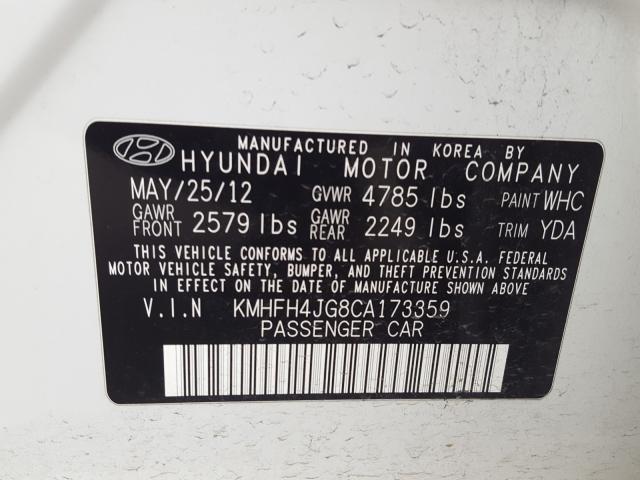 MANUFACTURED IN KOREA BY
HYUNDAI MOTOR COMPANY
MAY/25/12 GVWR 4785 lbs PAINT WHC
GAWR FRONT 2579 lbs GAWR REAR 2249 lbs TRIM YDA
THIS VEHICLE CONFORMS TO ALL APPLICABLE U.S.A. FEDERAL
MOTOR VEHICLE SAFETY, BUMPER, AND THEFT PREVENTION STANDARDS
IN EFFECT ON THE DATE OF MANUFACTURE SHOWN ABOVE.
V.I.N KMHFH4JG8CA173359
PASSENGER CAR